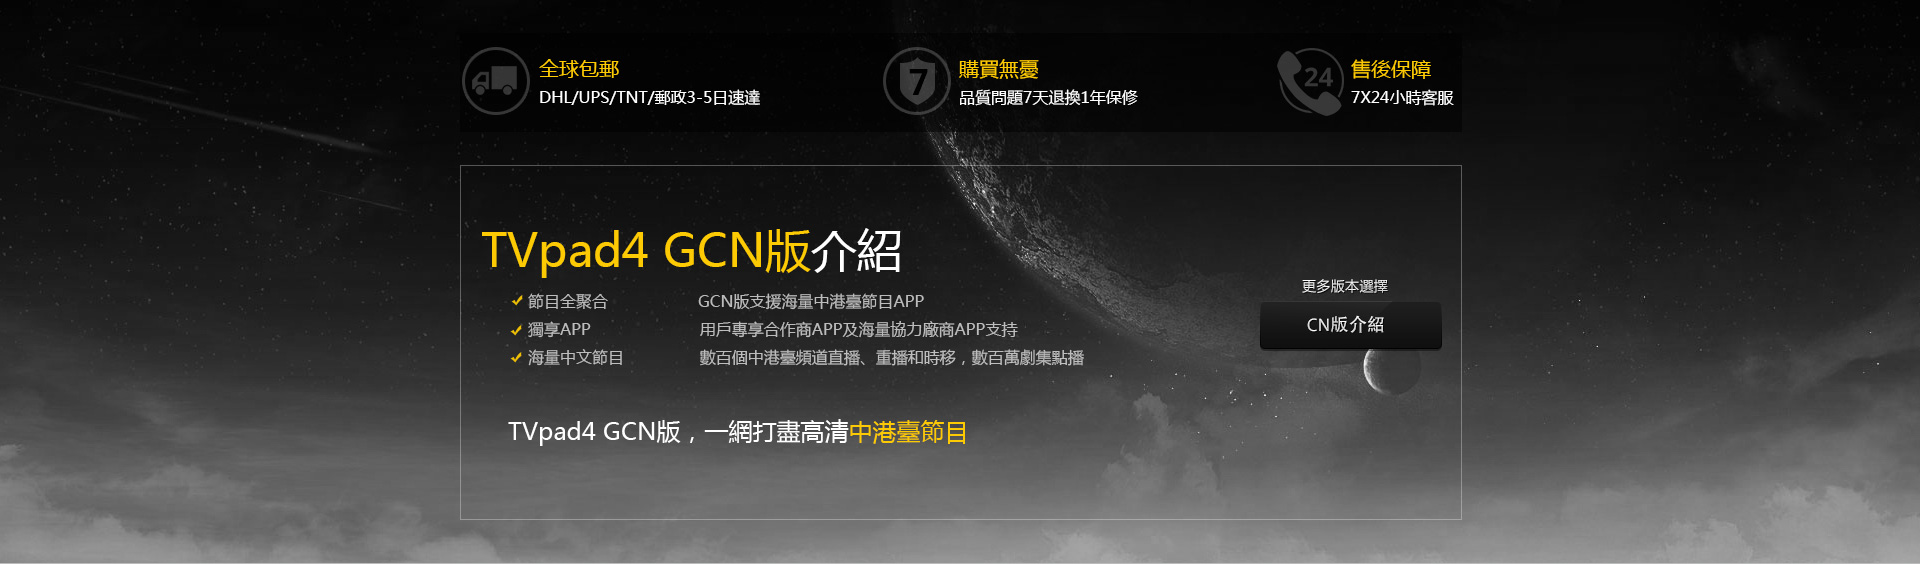 全球包郵
DHL/UPS/TNT/郵政3-5日速達
7
購買無憂
品質問題7天退換1年保修
24
售後保障
7X24小時客服
TVpad4 GCN版介紹
節目全聚合 GCN版支援海量中港臺節目APP
獨享APP 用戶專享合作商APP及海量協力廠商APP支持
海量中文節目 數百個中港臺頻道直播、重播和時移，數百萬劇集點播
更多版本選擇
CN版介紹
TVpad4 GCN版，一網打盡高清中港臺節目